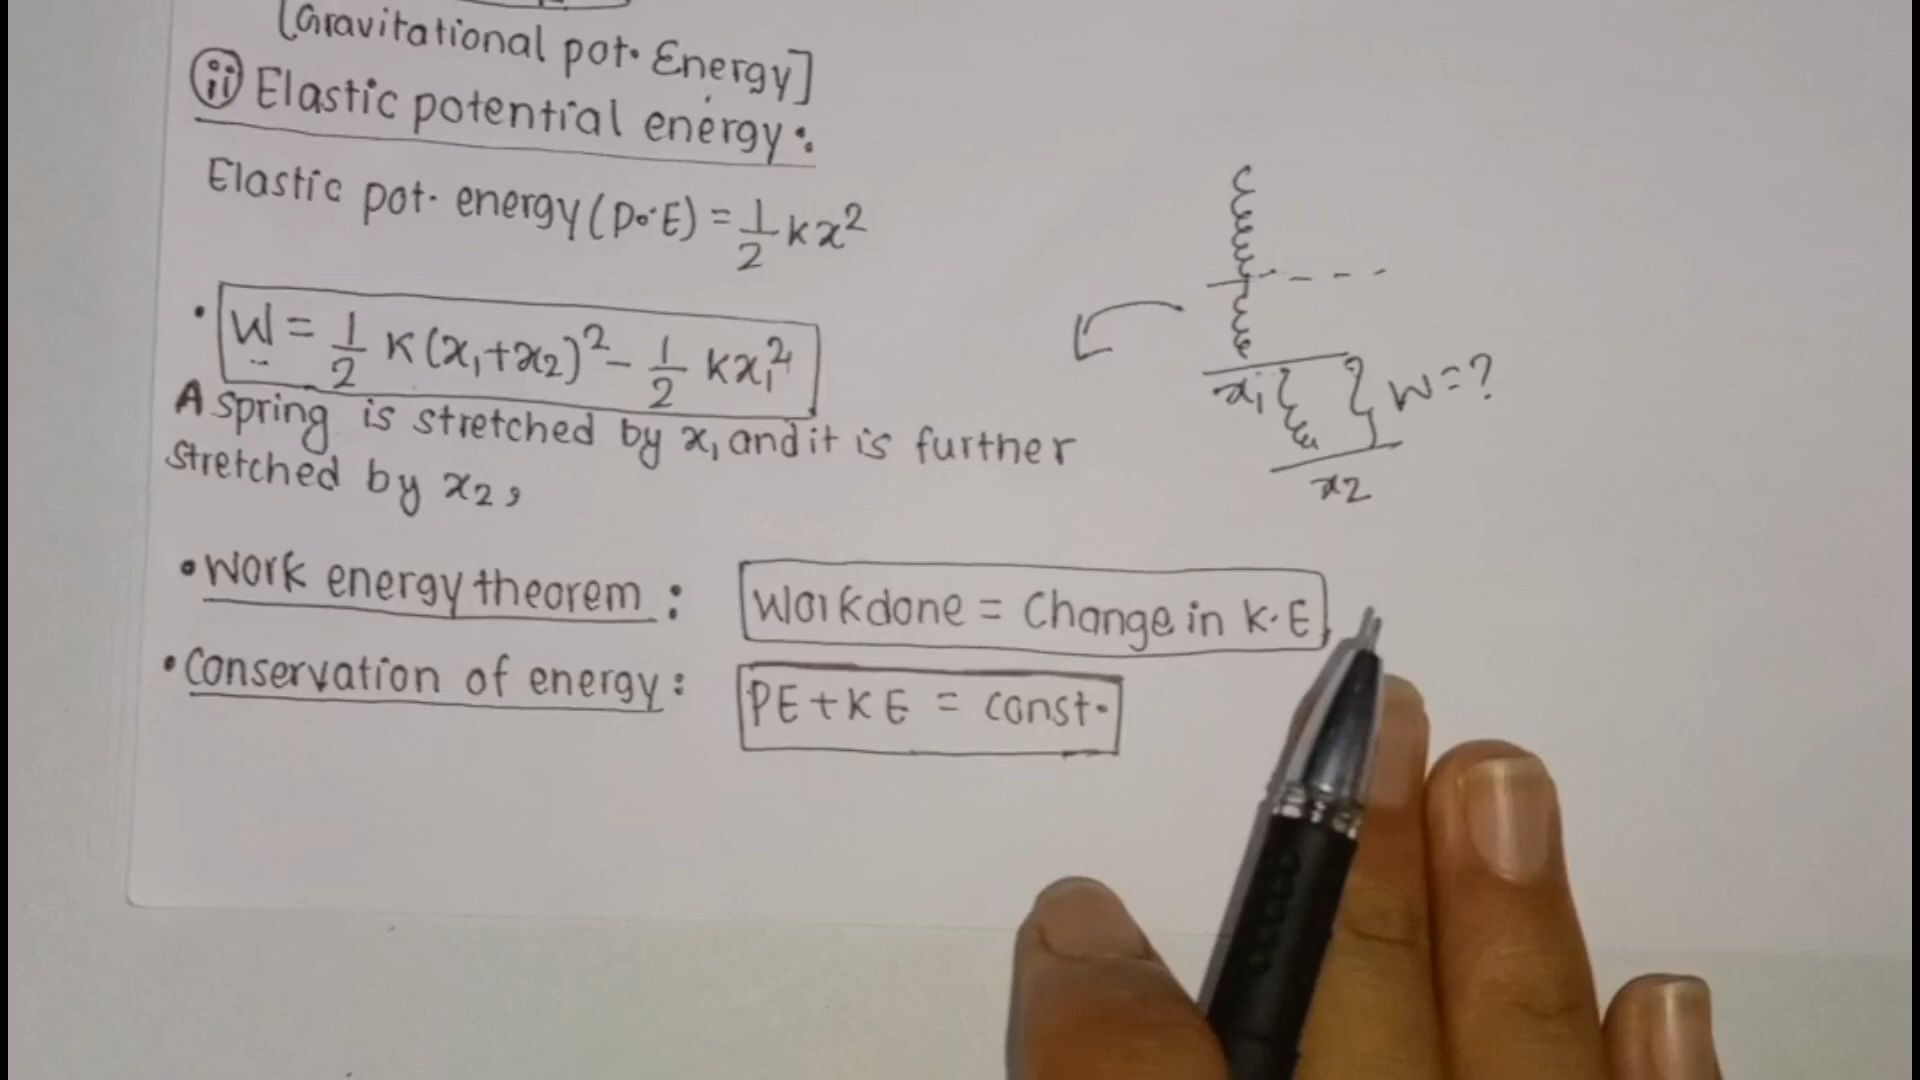 [Gravitational pot. Energy]
(ii) Elastic potential energy:
Elastic pot. energy (P.E) = 1/2 kx²
• W = 1/2 K(x₁+x₂)² - 1/2 kx₁²
A spring is stretched by x₁ and it is further
stretched by x₂,
x₁
W = ?
x₂
• Work energy theorem : Workdone = Change in K.E
• Conservation of energy: PE + KE = const.